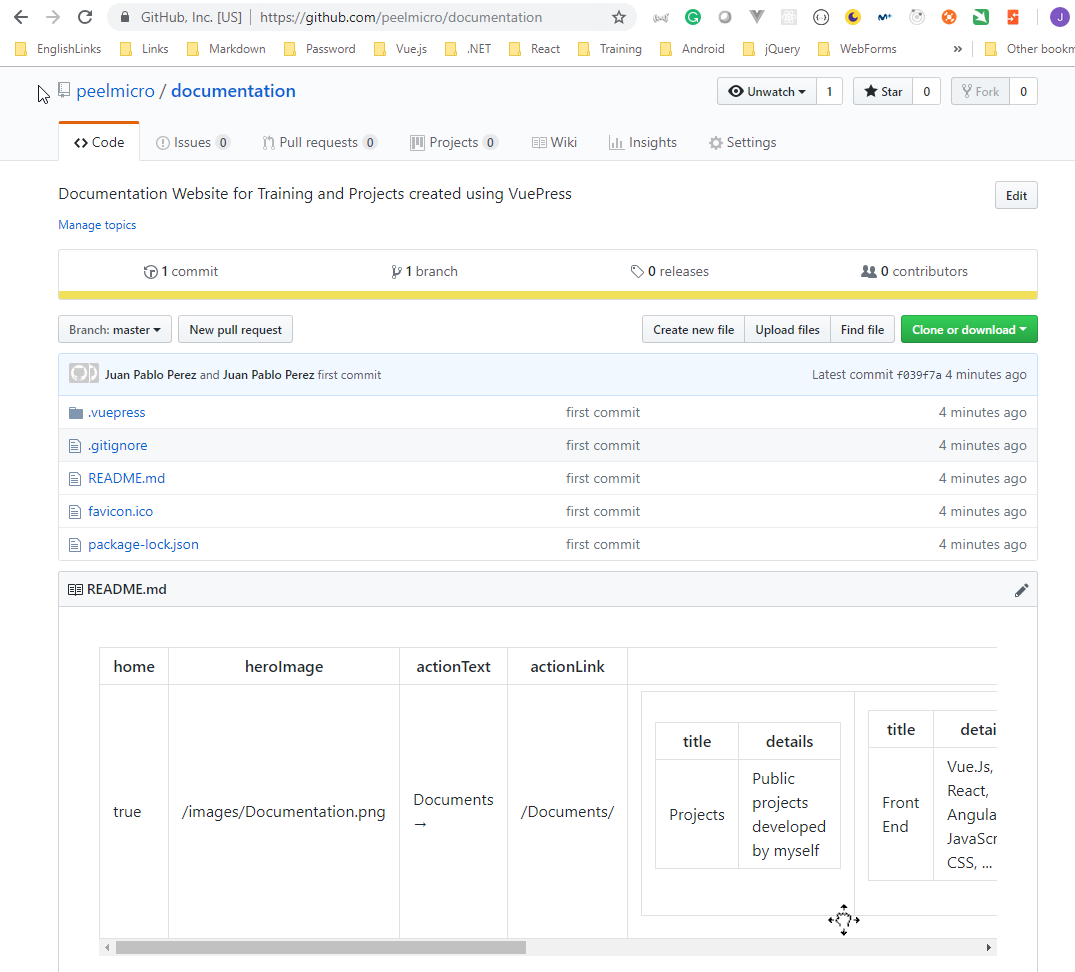 GitHub, Inc. [US] | https://github.com/peelmicro/documentation
J
EnglishLinks Links Markdown Password Vue.js .NET React Training Android jQuery WebForms » Other bookm
peelmicro / documentation
Unwatch 1 Star 0 Fork 0
Code Issues 0 Pull requests 0 Projects 0 Wiki Insights Settings
Documentation Website for Training and Projects created using VuePress
Edit
Manage topics
1 commit 1 branch 0 releases 0 contributors
Branch: master New pull request Create new file Upload files Find file Clone or download
Juan Pablo Perez and Juan Pablo Perez first commit Latest commit f039f7a 4 minutes ago
.vuepress first commit 4 minutes ago
.gitignore first commit 4 minutes ago
README.md first commit 4 minutes ago
favicon.ico first commit 4 minutes ago
package-lock.json first commit 4 minutes ago
README.md
home heroImage actionText actionLink
true /images/Documentation.png Documents → /Documents/
title details
Projects
Public
projects
developed
by myself
title detai
Front
End
Vue.Js,
React,
Angula
JavaScr
CSS, ...